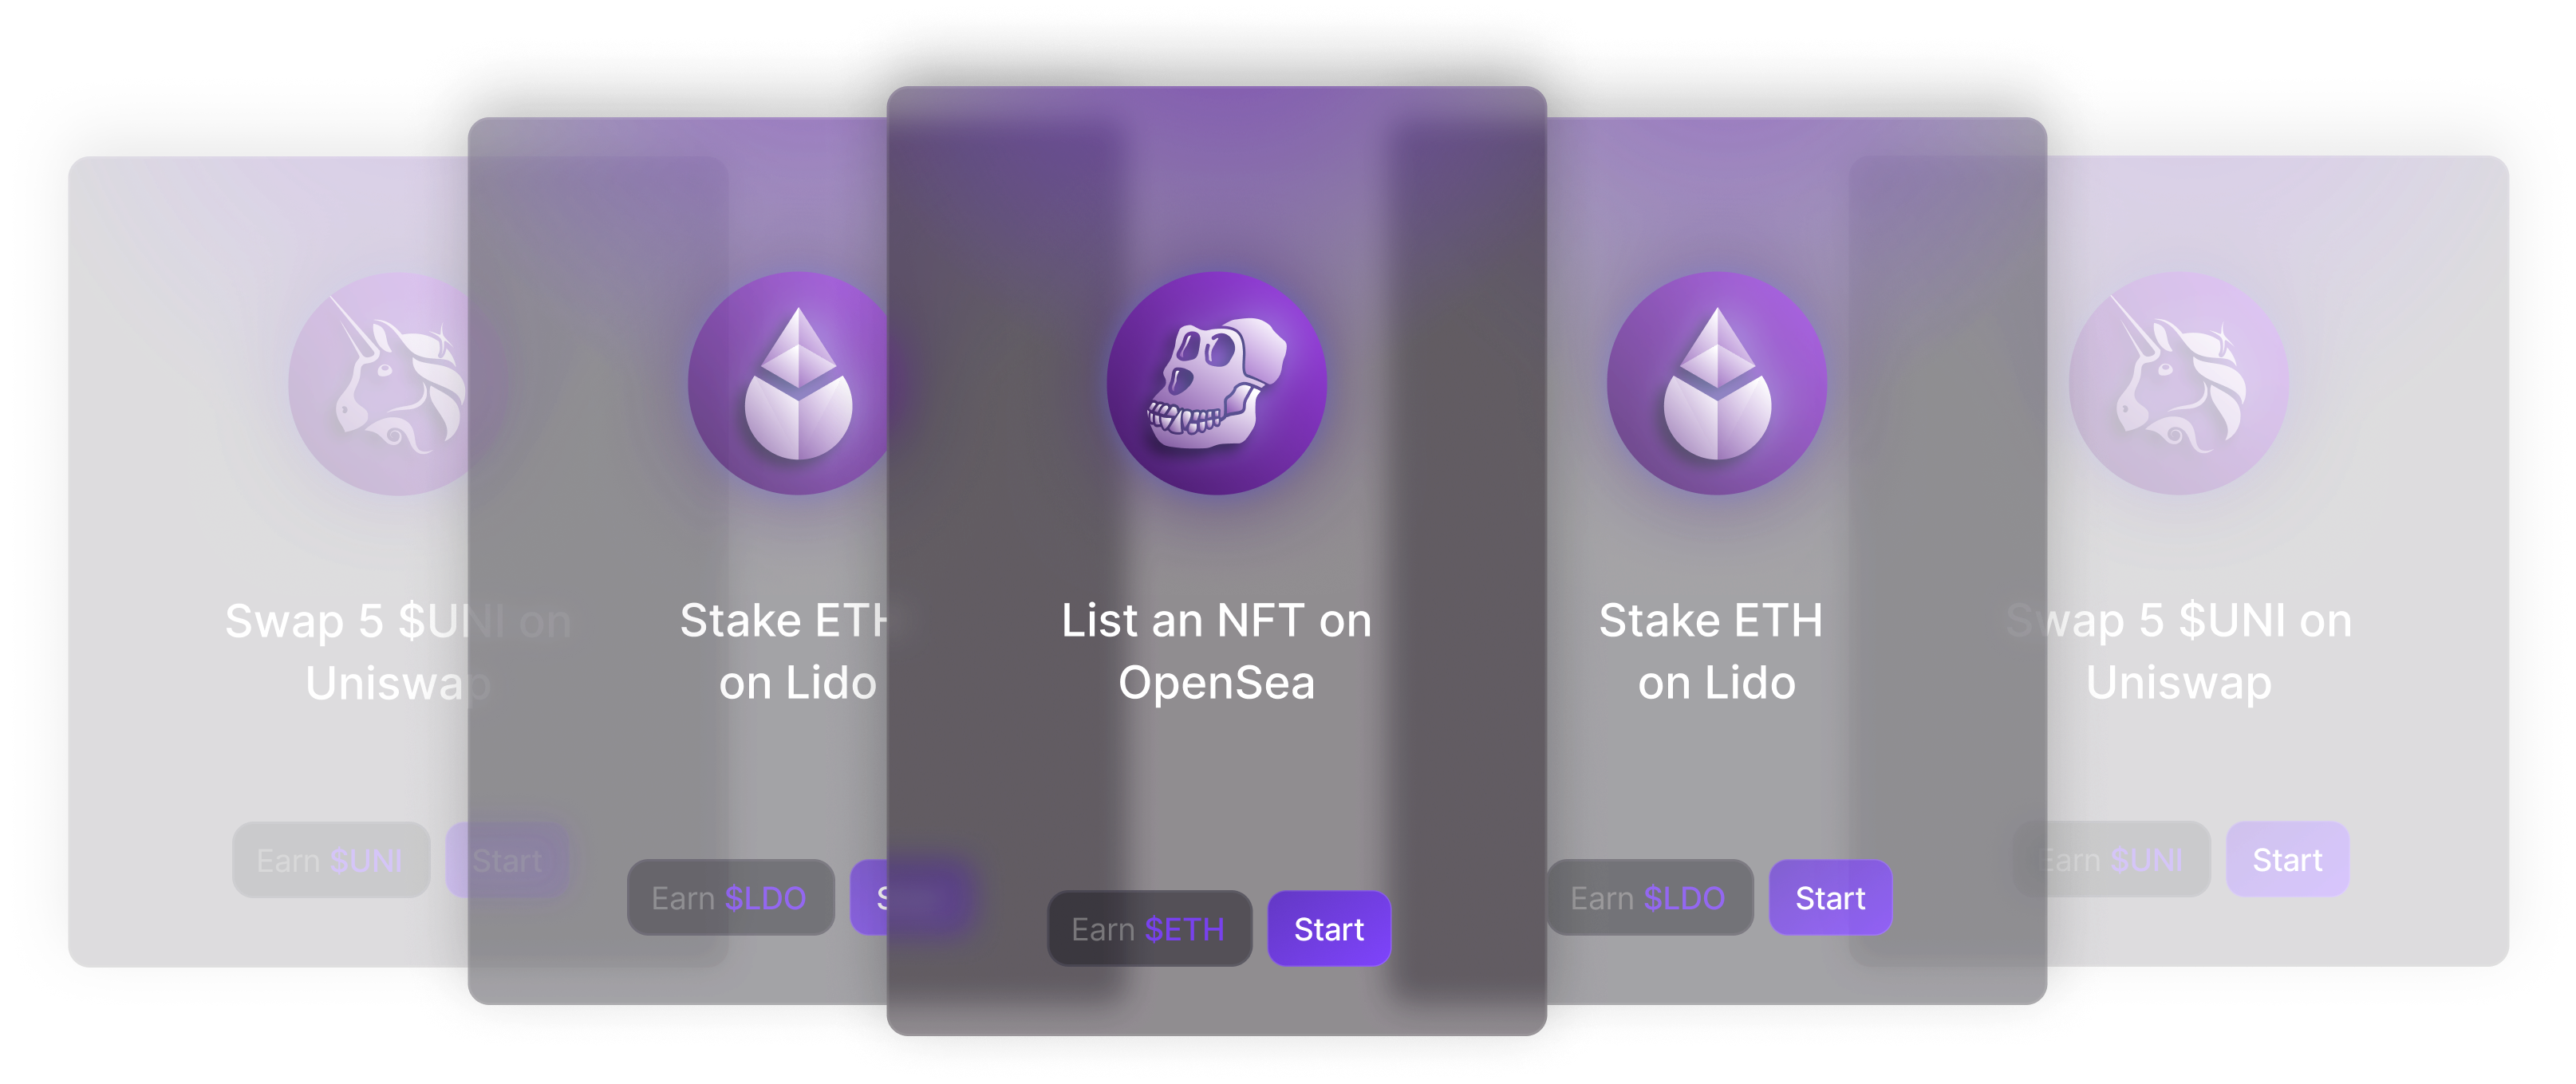 Swap 5 $UNI on
Uniswap
Earn $UNI
Start
Stake ETH
on Lido
Earn $LDO
List an NFT on
OpenSea
Earn $ETH
Start
Stake ETH
on Lido
Earn $LDO
Start
Swap 5 $UNI on
Uniswap
Earn $UNI
Start